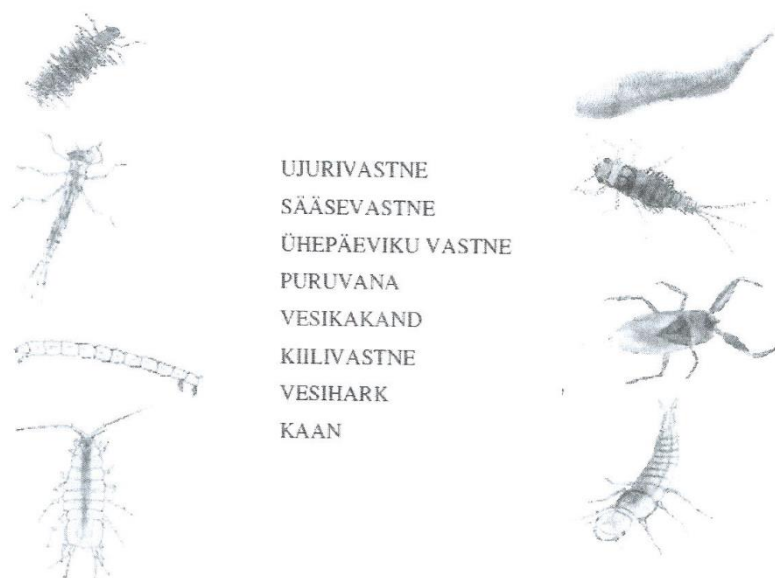 UJURIVASTNE
SÄÄSEVASTNE
ÜHEPÄEVIKU VASTNE
PURUVANA
VESIKAKAND
KIILIVASTNE
VESIHARK
KAAN